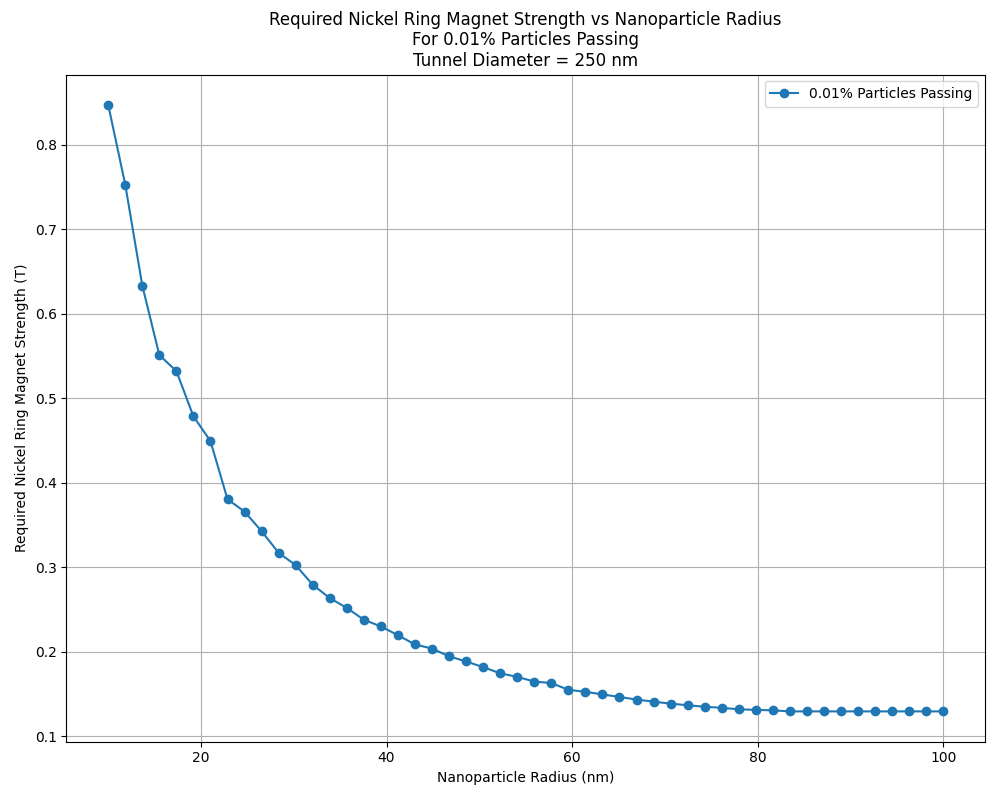 Required Nickel Ring Magnet Strength vs Nanoparticle Radius
For 0.01% Particles Passing
Tunnel Diameter = 250 nm
0.01% Particles Passing
Required Nickel Ring Magnet Strength (T)
0.8
0.7
0.6
0.5
0.4
0.3
0.2
0.1
20
40
60
80
100
Nanoparticle Radius (nm)